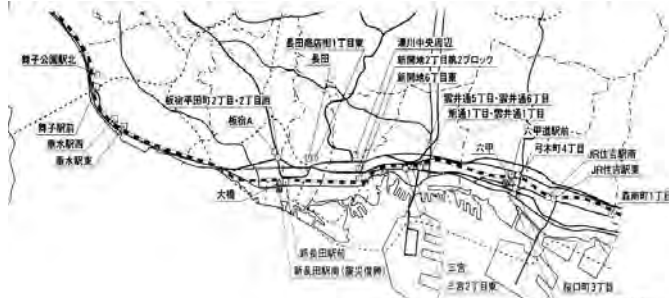 舞子公園駅北
長田商店街1丁目東
長田
湊川中央周辺
新開地2丁目第2ブロック
新開地6丁目東
板宿平田町2丁目・2丁目西
板宿A
雲井通5丁目・雲井通6丁目
旭通1丁目・雲井通1丁目
六甲道駅前
六甲
弓木町4丁目
JR住吉駅南
JR住吉駅東
森南町1丁目
舞子駅前
垂水駅西
垂水駅東
大橋
新長田駅前
新長田駅南(震災復興)
三宮
三宮2丁目東
桜口町3丁目